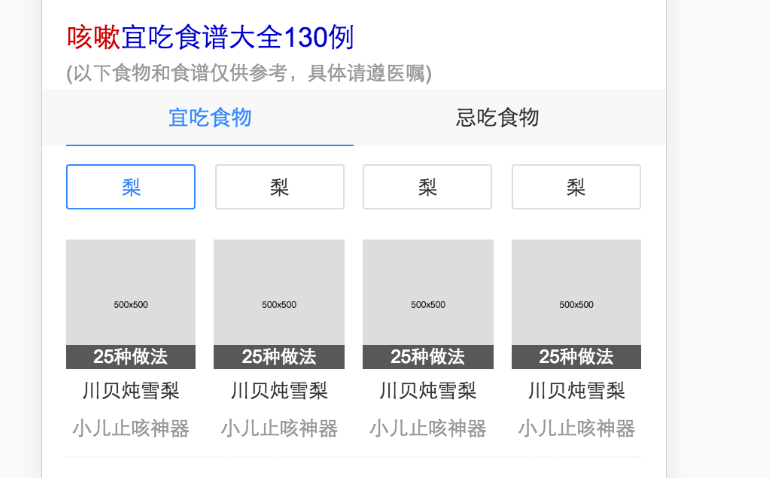 咳嗽宜吃食谱大全130例
(以下食物和食谱仅供参考，具体请遵医嘱)
宜吃食物 忌吃食物
梨 梨 梨 梨
500x500 500x500 500x500 500x500
25种做法 25种做法 25种做法 25种做法
川贝炖雪梨 川贝炖雪梨 川贝炖雪梨 川贝炖雪梨
小儿止咳神器 小儿止咳神器 小儿止咳神器 小儿止咳神器